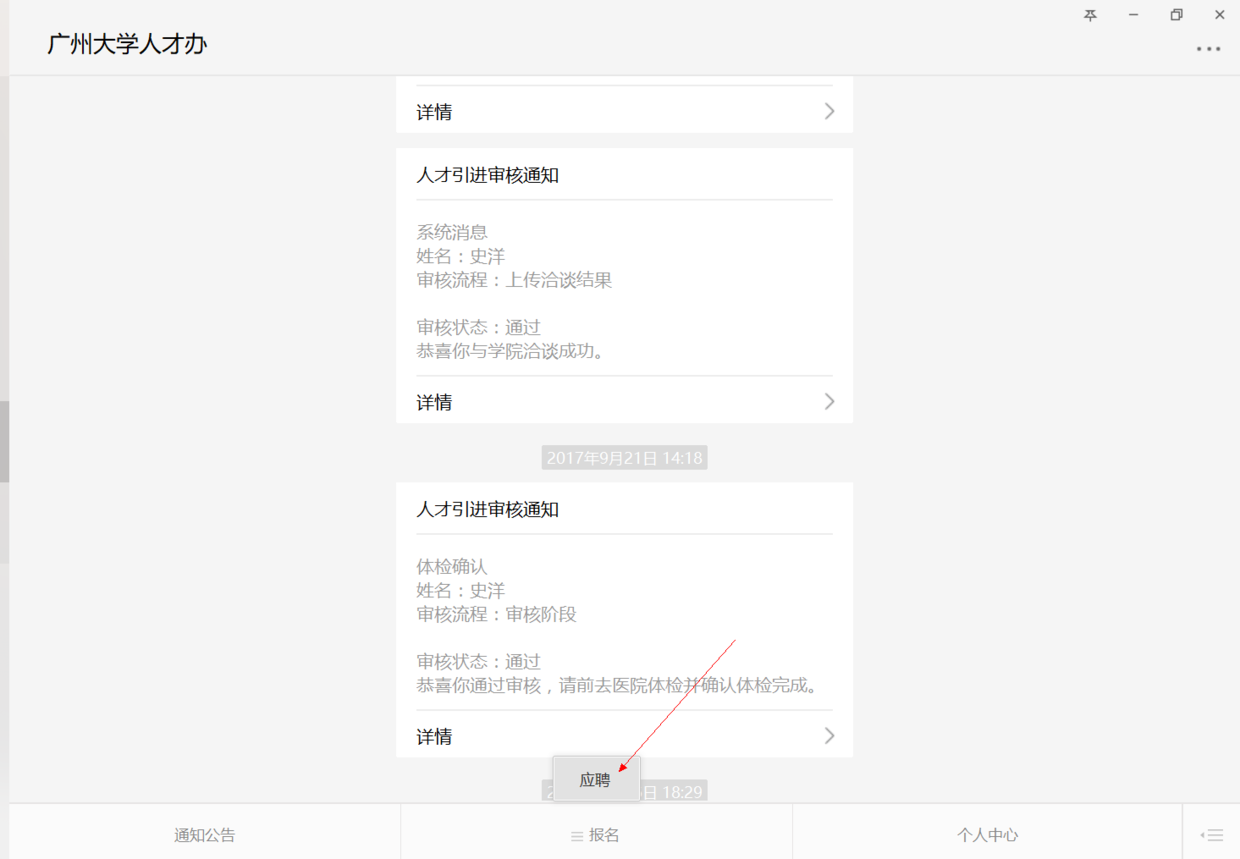 广州大学人才办
详情
人才引进审核通知
系统消息
姓名：史洋
审核流程：上传洽谈结果
审核状态：通过
恭喜你与学院洽谈成功。
详情
2017年9月21日 14:18
人才引进审核通知
体检确认
姓名：史洋
审核流程：审核阶段
审核状态：通过
恭喜你通过审核，请前去医院体检并确认体检完成。
详情
应聘
日 18:29
通知公告
报名
个人中心